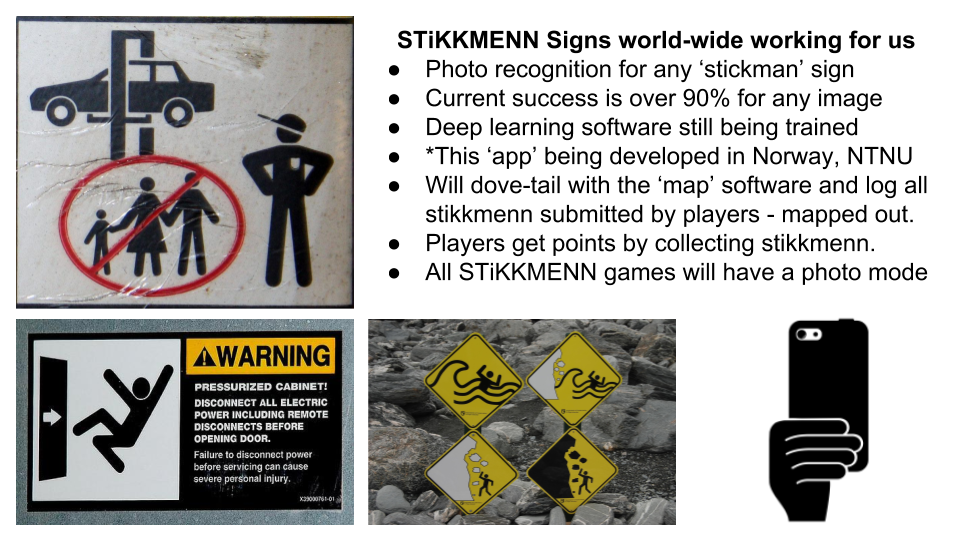 STiKKMENN Signs world-wide working for us
● Photo recognition for any ‘stickman’ sign
● Current success is over 90% for any image
● Deep learning software still being trained
● *This ‘app’ being developed in Norway, NTNU
● Will dove-tail with the ‘map’ software and log all
stikkmenn submitted by players - mapped out.
● Players get points by collecting stikkmenn.
● All STiKKMENN games will have a photo mode
WARNING
PRESSURIZED CABINET!
DISCONNECT ALL ELECTRIC
POWER INCLUDING REMOTE
DISCONNECTS BEFORE
OPENING DOOR.
Failure to disconnect power
before servicing can cause
severe personal injury.
X29000761-01